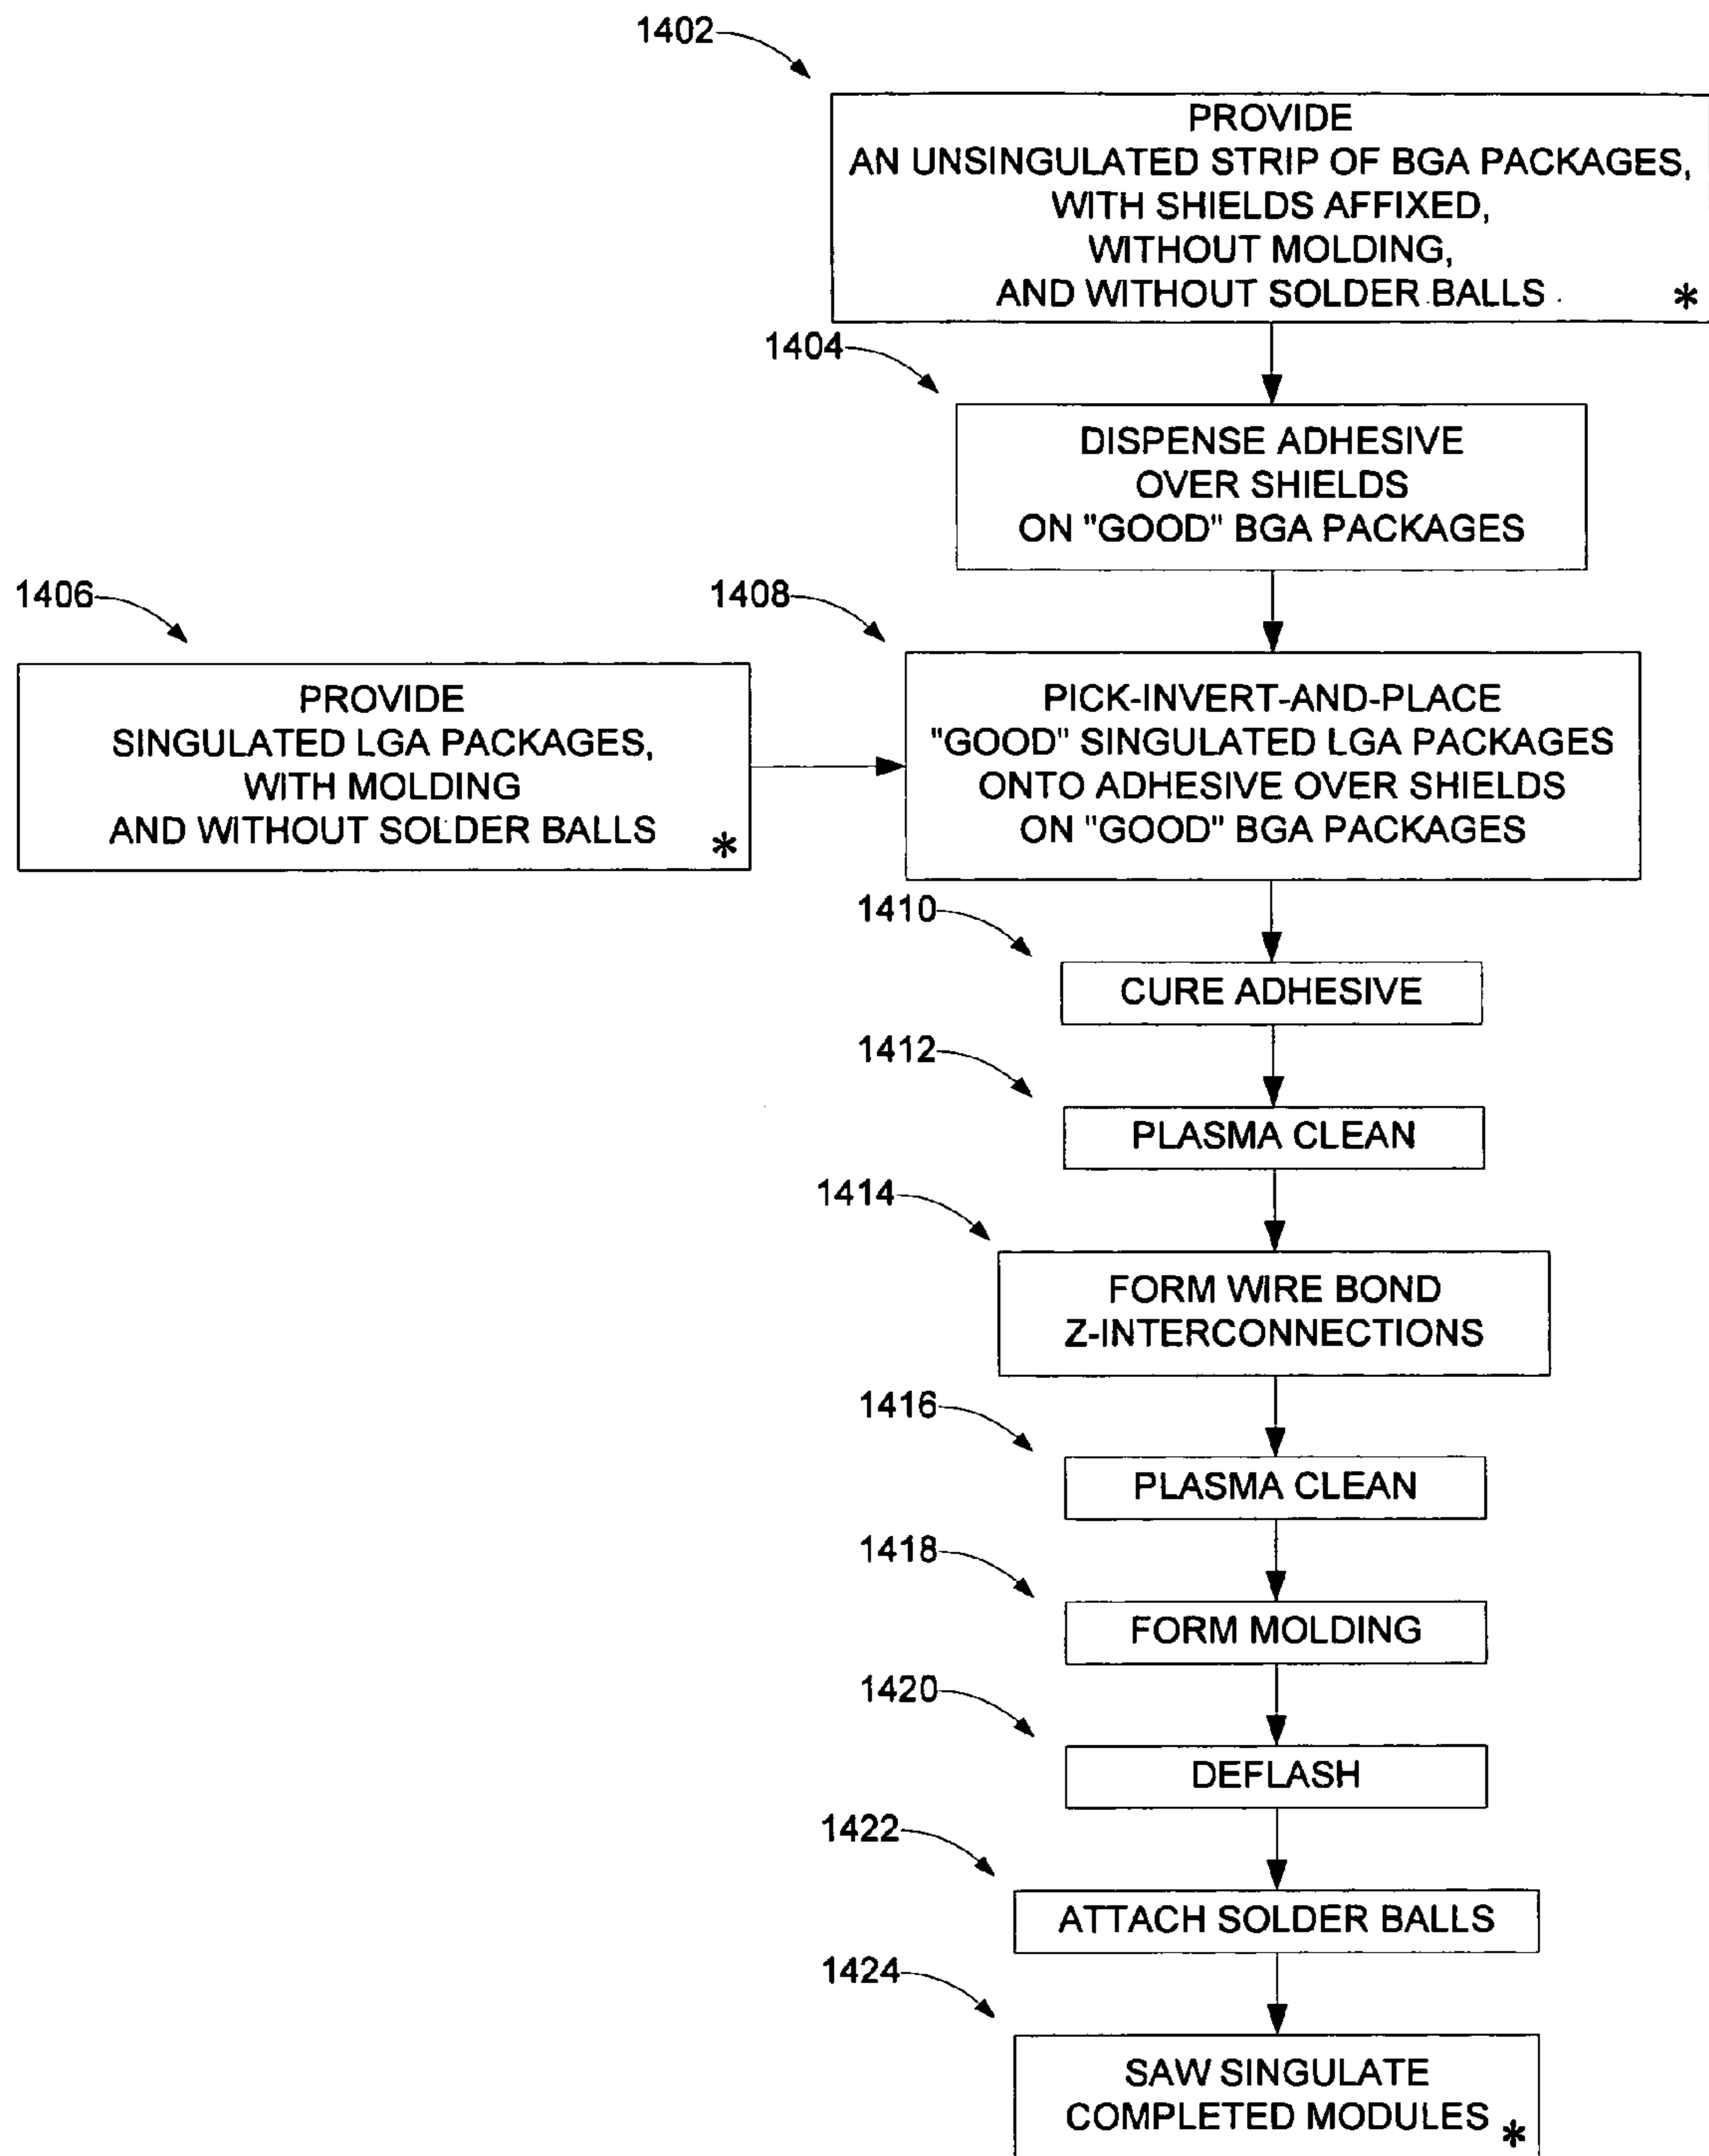 1402
PROVIDE
AN UNSINGULATED STRIP OF BGA PACKAGES,
WITH SHIELDS AFFIXED,
WITHOUT MOLDING,
AND WITHOUT SOLDER BALLS *
1404
DISPENSE ADHESIVE
OVER SHIELDS
ON "GOOD" BGA PACKAGES
1406
PROVIDE
SINGULATED LGA PACKAGES,
WITH MOLDING
AND WITHOUT SOLDER BALLS *
1408
PICK-INVERT-AND-PLACE
"GOOD" SINGULATED LGA PACKAGES
ONTO ADHESIVE OVER SHIELDS
ON "GOOD" BGA PACKAGES
1410
CURE ADHESIVE
1412
PLASMA CLEAN
1414
FORM WIRE BOND
Z-INTERCONNECTIONS
1416
PLASMA CLEAN
1418
FORM MOLDING
1420
DEFLASH
1422
ATTACH SOLDER BALLS
1424
SAW SINGULATE
COMPLETED MODULES *